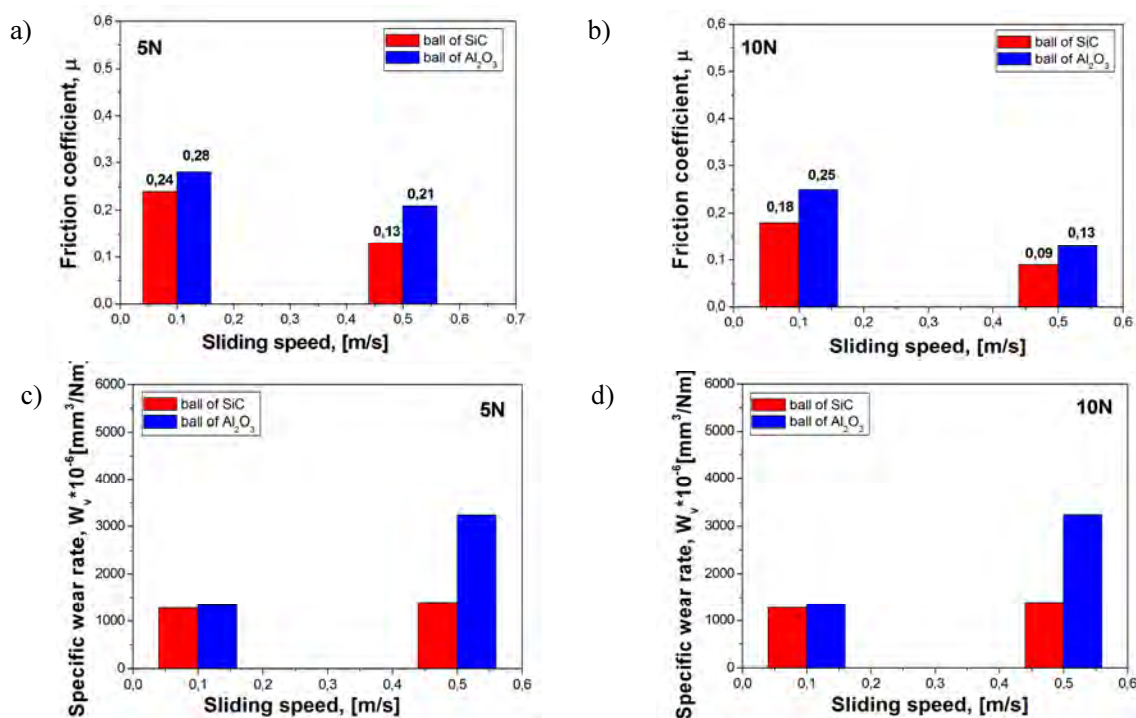 a)
5N
ball of SiC
ball of Al₂O₃
Friction coefficient, μ
0,6
0,5
0,4
0,3
0,2
0,1
0,0
0,24
0,28
0,13
0,21
0,0 0,1 0,2 0,3 0,4 0,5 0,6 0,7
Sliding speed, [m/s]
b)
10N
ball of SiC
ball of Al₂O₃
Friction coefficient, μ
0,6
0,5
0,4
0,3
0,2
0,1
0,0
0,18
0,25
0,09
0,13
0,0 0,1 0,2 0,3 0,4 0,5 0,6
Sliding speed, [m/s]
c)
5N
ball of SiC
ball of Al₂O₃
Specific wear rate, Wᵥ*10⁻⁶[mm³/Nm]
6000
5000
4000
3000
2000
1000
0
0,0 0,1 0,2 0,3 0,4 0,5 0,6
Sliding speed, [m/s]
d)
10N
ball of SiC
ball of Al₂O₃
Specific wear rate, Wᵥ*10⁻⁶[mm³/Nm]
6000
5000
4000
3000
2000
1000
0
0,0 0,1 0,2 0,3 0,4 0,5 0,6
Sliding speed, [m/s]